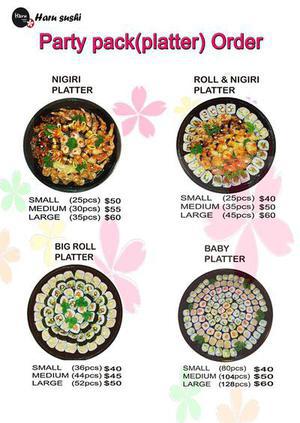 Haru
Haru sushi
Party pack(platter) Order
NIGIRI
PLATTER
SMALL (25pcs) $50
MEDIUM (30pcs) $55
LARGE (35pcs) $60
ROLL & NIGIRI
PLATTER
SMALL (25pcs) $40
MEDIUM (35pcs) $50
LARGE (45pcs) $60
BIG ROLL
PLATTER
SMALL (36pcs) $40
MEDIUM (44pcs) $45
LARGE (52pcs) $50
BABY
PLATTER
SMALL (80pcs) $40
MEDIUM (104pcs) $50
LARGE (128pcs) $60